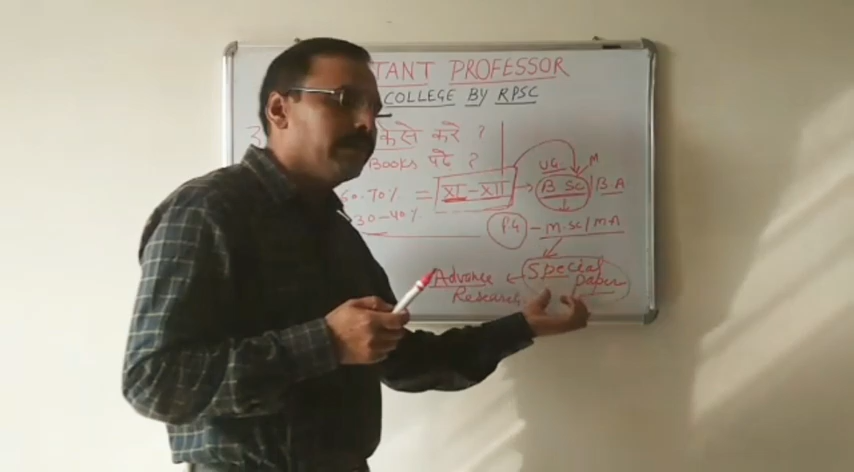 TANT PROFESSOR
COLLEGE BY RPSC
कैसे करे ?
Books पढे ?
60-70% = XI-XII → B Sc / B.A
UG M
30-40%
P.G - M.Sc/MA
Advance ← Special paper
Research